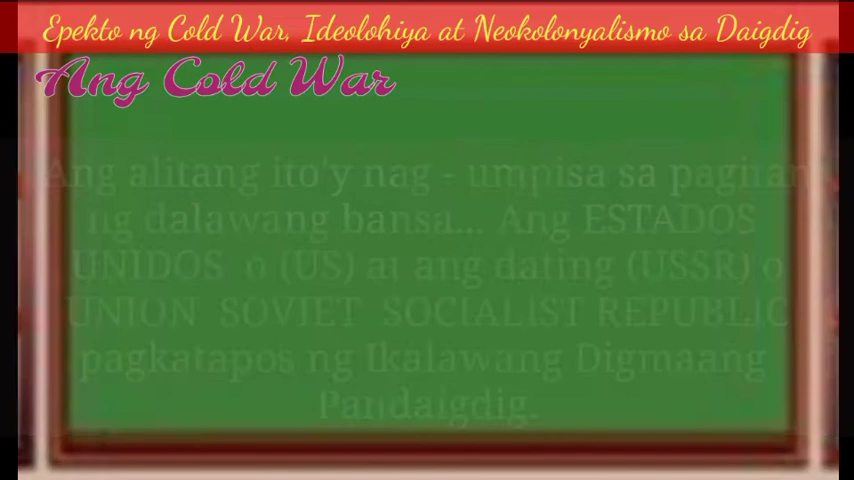 Epekto ng Cold War, Ideolohiya at Neokolonyalismo sa Daigdig
Ang Cold War
Ang alitang ito'y nag - umpisa sa pagitan
ng dalawang bansa... Ang ESTADOS
UNIDOS o (US) at ang dating (USSR) o
UNION SOVIET SOCIALIST REPUBLIC
pagkatapos ng Ikalawang Digmaang
Pandaigdig.